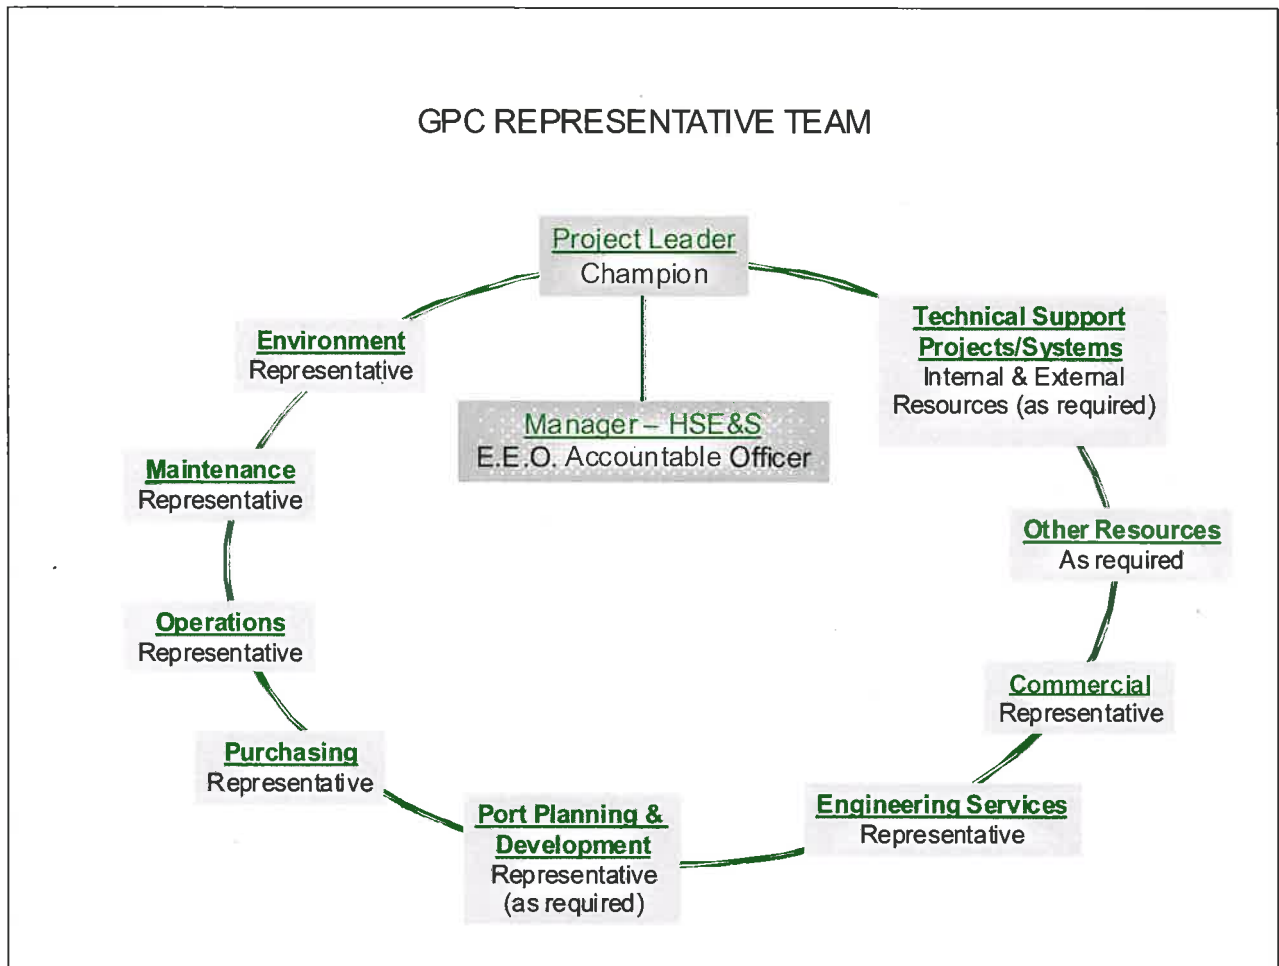 GPC REPRESENTATIVE TEAM
Project Leader
Champion
Technical Support
Projects/Systems
Internal & External
Resources (as required)
Environment
Representative
Manager – HSE&S
E.E.O. Accountable Officer
Maintenance
Representative
Other Resources
As required
Operations
Representative
Commercial
Representative
Purchasing
Representative
Engineering Services
Representative
Port Planning &
Development
Representative
(as required)